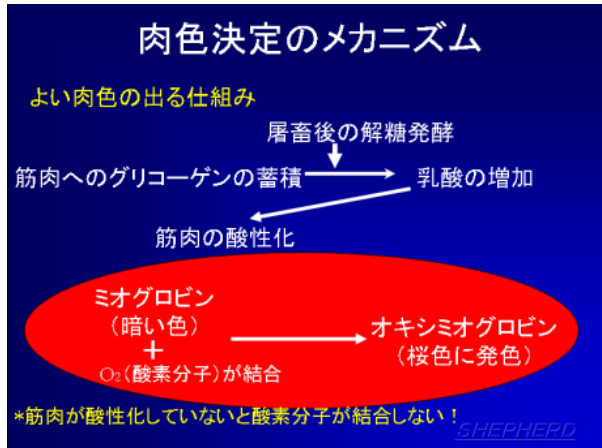 肉色決定のメカニズム
よい肉色の出る仕組み
屠畜後の解糖発酵
筋肉へのグリコーゲンの蓄積
乳酸の増加
筋肉の酸性化
ミオグロビン
（暗い色）
＋
O₂（酸素分子）が結合
オキシミオグロビン
（桜色に発色）
*筋肉が酸性化していないと酸素分子が結合しない！
SHEPHERD